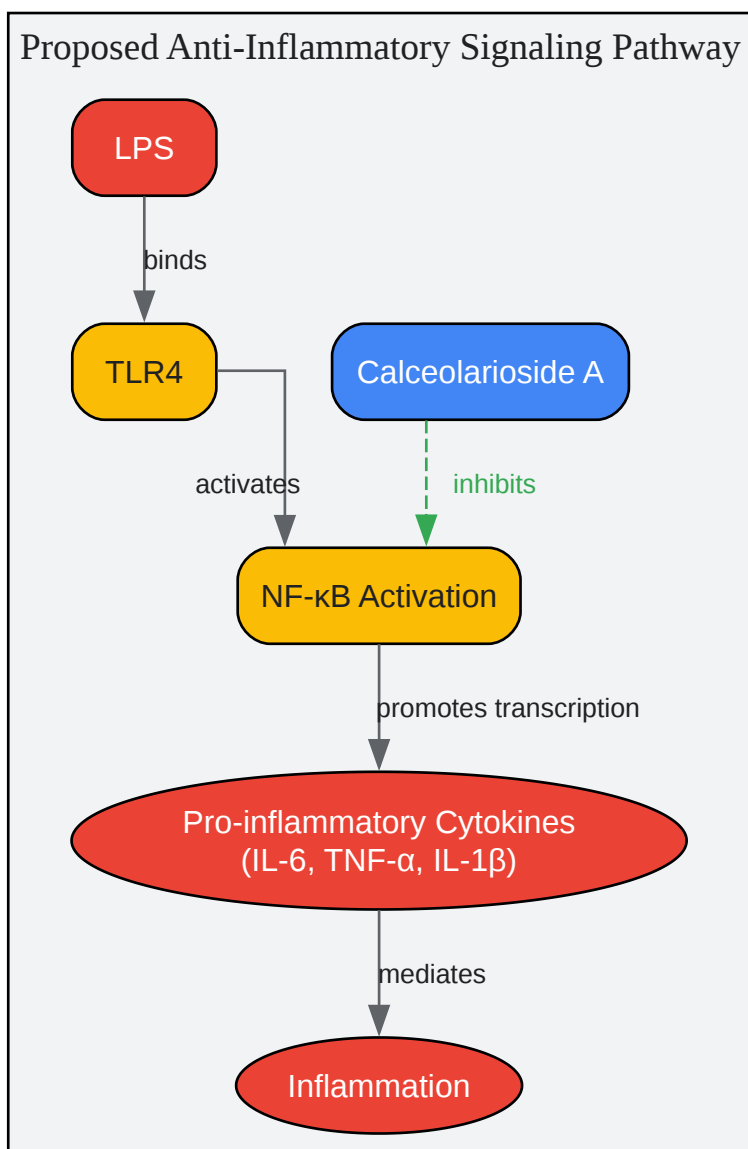 Proposed Anti-Inflammatory Signaling Pathway
LPS
binds
TLR4
Calceolarioside A
activates
inhibits
NF-κB Activation
promotes transcription
Pro-inflammatory Cytokines
(IL-6, TNF-α, IL-1β)
mediates
Inflammation